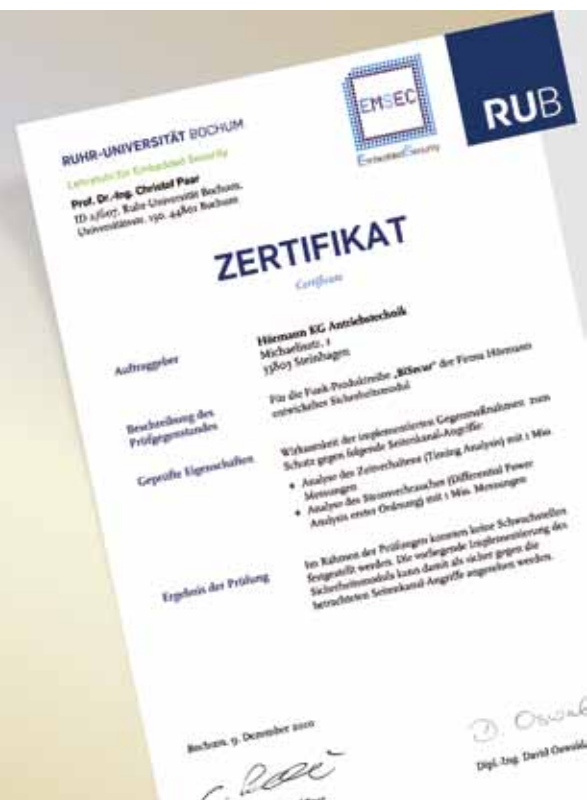 RUHR-UNIVERSITÄT BOCHUM
Lehrstuhl für Embedded Security
Prof. Dr.-Ing. Christof Paar
ID 2/607, Ruhr-Universität Bochum,
Universitätsstr. 150, 44801 Bochum
EMSEC
Embedded Security
RUB
ZERTIFIKAT
Certificate
Auftraggeber
Hörmann KG Antriebstechnik
Michaelisstr. 1
33803 Steinhagen
Beschreibung des
Prüfgegenstandes
Für die Funk-Produktreihe „BiSecur" der Firma Hörmann
entwickeltes Sicherheitsmodul
Geprüfte Eigenschaften
Wirksamkeit der implementierten Gegenmaßnahmen zum
Schutz gegen folgende Seitenkanal-Angriffe:
• Analyse des Zeitverhaltens (Timing Analysis) mit 1 Mio.
Messungen
• Analyse des Stromverbrauches (Differential Power
Analysis erster Ordnung) mit 1 Mio. Messungen
Ergebnis der Prüfung
Im Rahmen der Prüfungen konnten keine Schwachstellen
festgestellt werden. Die vorliegende Implementierung des
Sicherheitsmoduls kann damit als sicher gegen die
betrachteten Seitenkanal-Angriffe angesehen werden.
Bochum, 9. Dezember 2010
D. Oswald
Dipl.-Ing. David Oswald